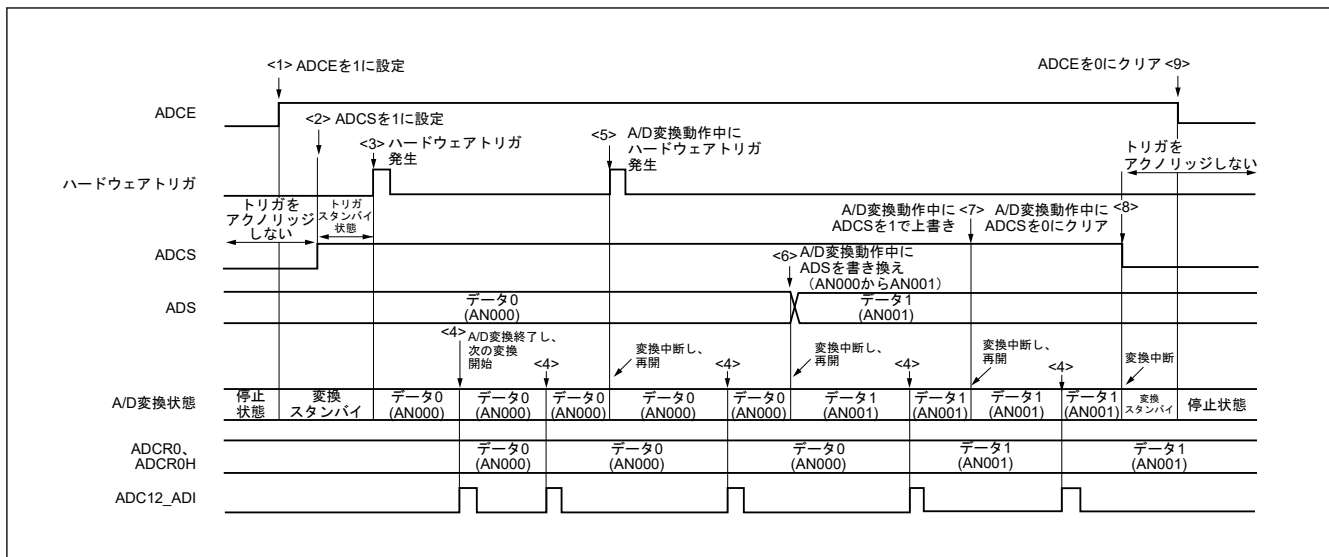 <1> ADCEを1に設定
ADCEを0にクリア <9>
ADCE
<2> ADCSを1に設定
<3> ハードウェアトリガ
発生
<5> A/D変換動作中に
ハードウェアトリガ
発生
トリガを
アクノリッジしない
ハードウェアトリガ
トリガを
アクノリッジ
しない
トリガ
スタンバイ
状態
A/D変換動作中に <7>
ADCSを1で上書き
A/D変換動作中に <8>
ADCSを0にクリア
ADCS
<6> A/D変換動作中に
ADSを書き換え
(AN000からAN001)
ADS
データ0
(AN000)
データ1
(AN001)
<4> A/D変換終了し、
次の変換
開始
<4>
変換中断し、
再開
<4>
変換中断し、
再開
<4>
変換中断し、
再開
<4>
変換中断
A/D変換状態
停止
状態
変換
スタンバイ
データ0
(AN000)
データ0
(AN000)
データ0
(AN000)
データ0
(AN000)
データ0
(AN000)
データ1
(AN001)
データ1
(AN001)
データ1
(AN001)
データ1
(AN001)
変換
スタンバイ
停止状態
ADCR0、
ADCR0H
データ0
(AN000)
データ0
(AN000)
データ0
(AN000)
データ1
(AN001)
データ1
(AN001)
ADC12_ADI